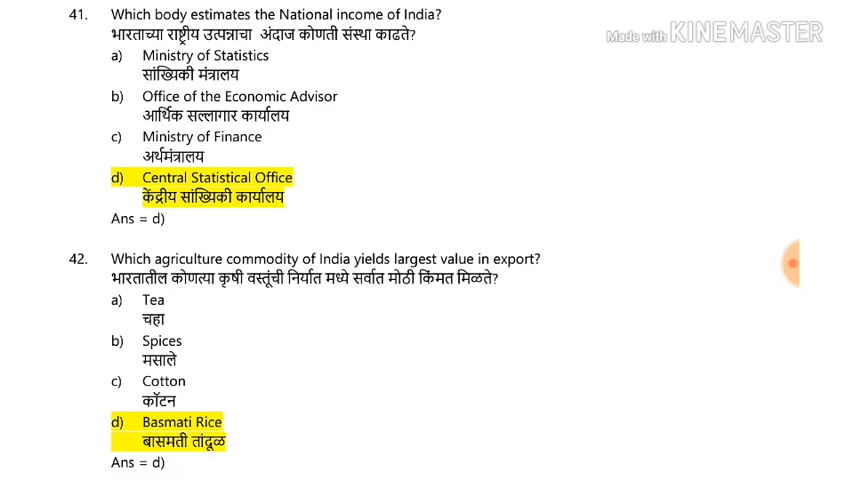 41. Which body estimates the National income of India?
Made with KINEMASTER
भारताच्या राष्ट्रीय उत्पन्नाचा अंदाज कोणती संस्था काढते?
a) Ministry of Statistics
सांख्यिकी मंत्रालय
b) Office of the Economic Advisor
आर्थिक सल्लागार कार्यालय
c) Ministry of Finance
अर्थमंत्रालय
d) Central Statistical Office
केंद्रीय सांख्यिकी कार्यालय
Ans = d)
42. Which agriculture commodity of India yields largest value in export?
भारतातील कोणत्या कृषी वस्तूंची निर्यात मध्ये सर्वात मोठी किंमत मिळते?
a) Tea
चहा
b) Spices
मसाले
c) Cotton
कॉटन
d) Basmati Rice
बासमती तांदूळ
Ans = d)